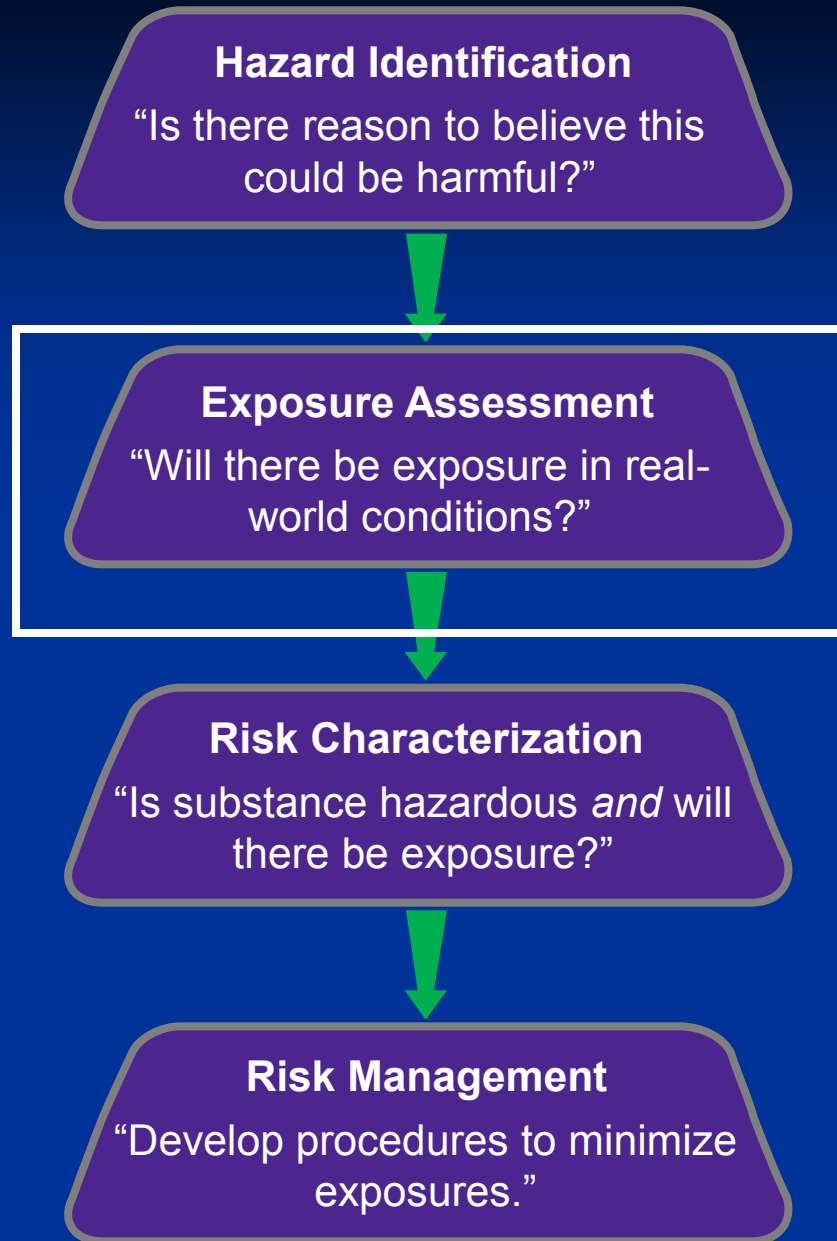 Hazard Identification
“Is there reason to believe this
could be harmful?”
Exposure Assessment
“Will there be exposure in real-
world conditions?”
Risk Characterization
“Is substance hazardous and will
there be exposure?”
Risk Management
“Develop procedures to minimize
exposures.”